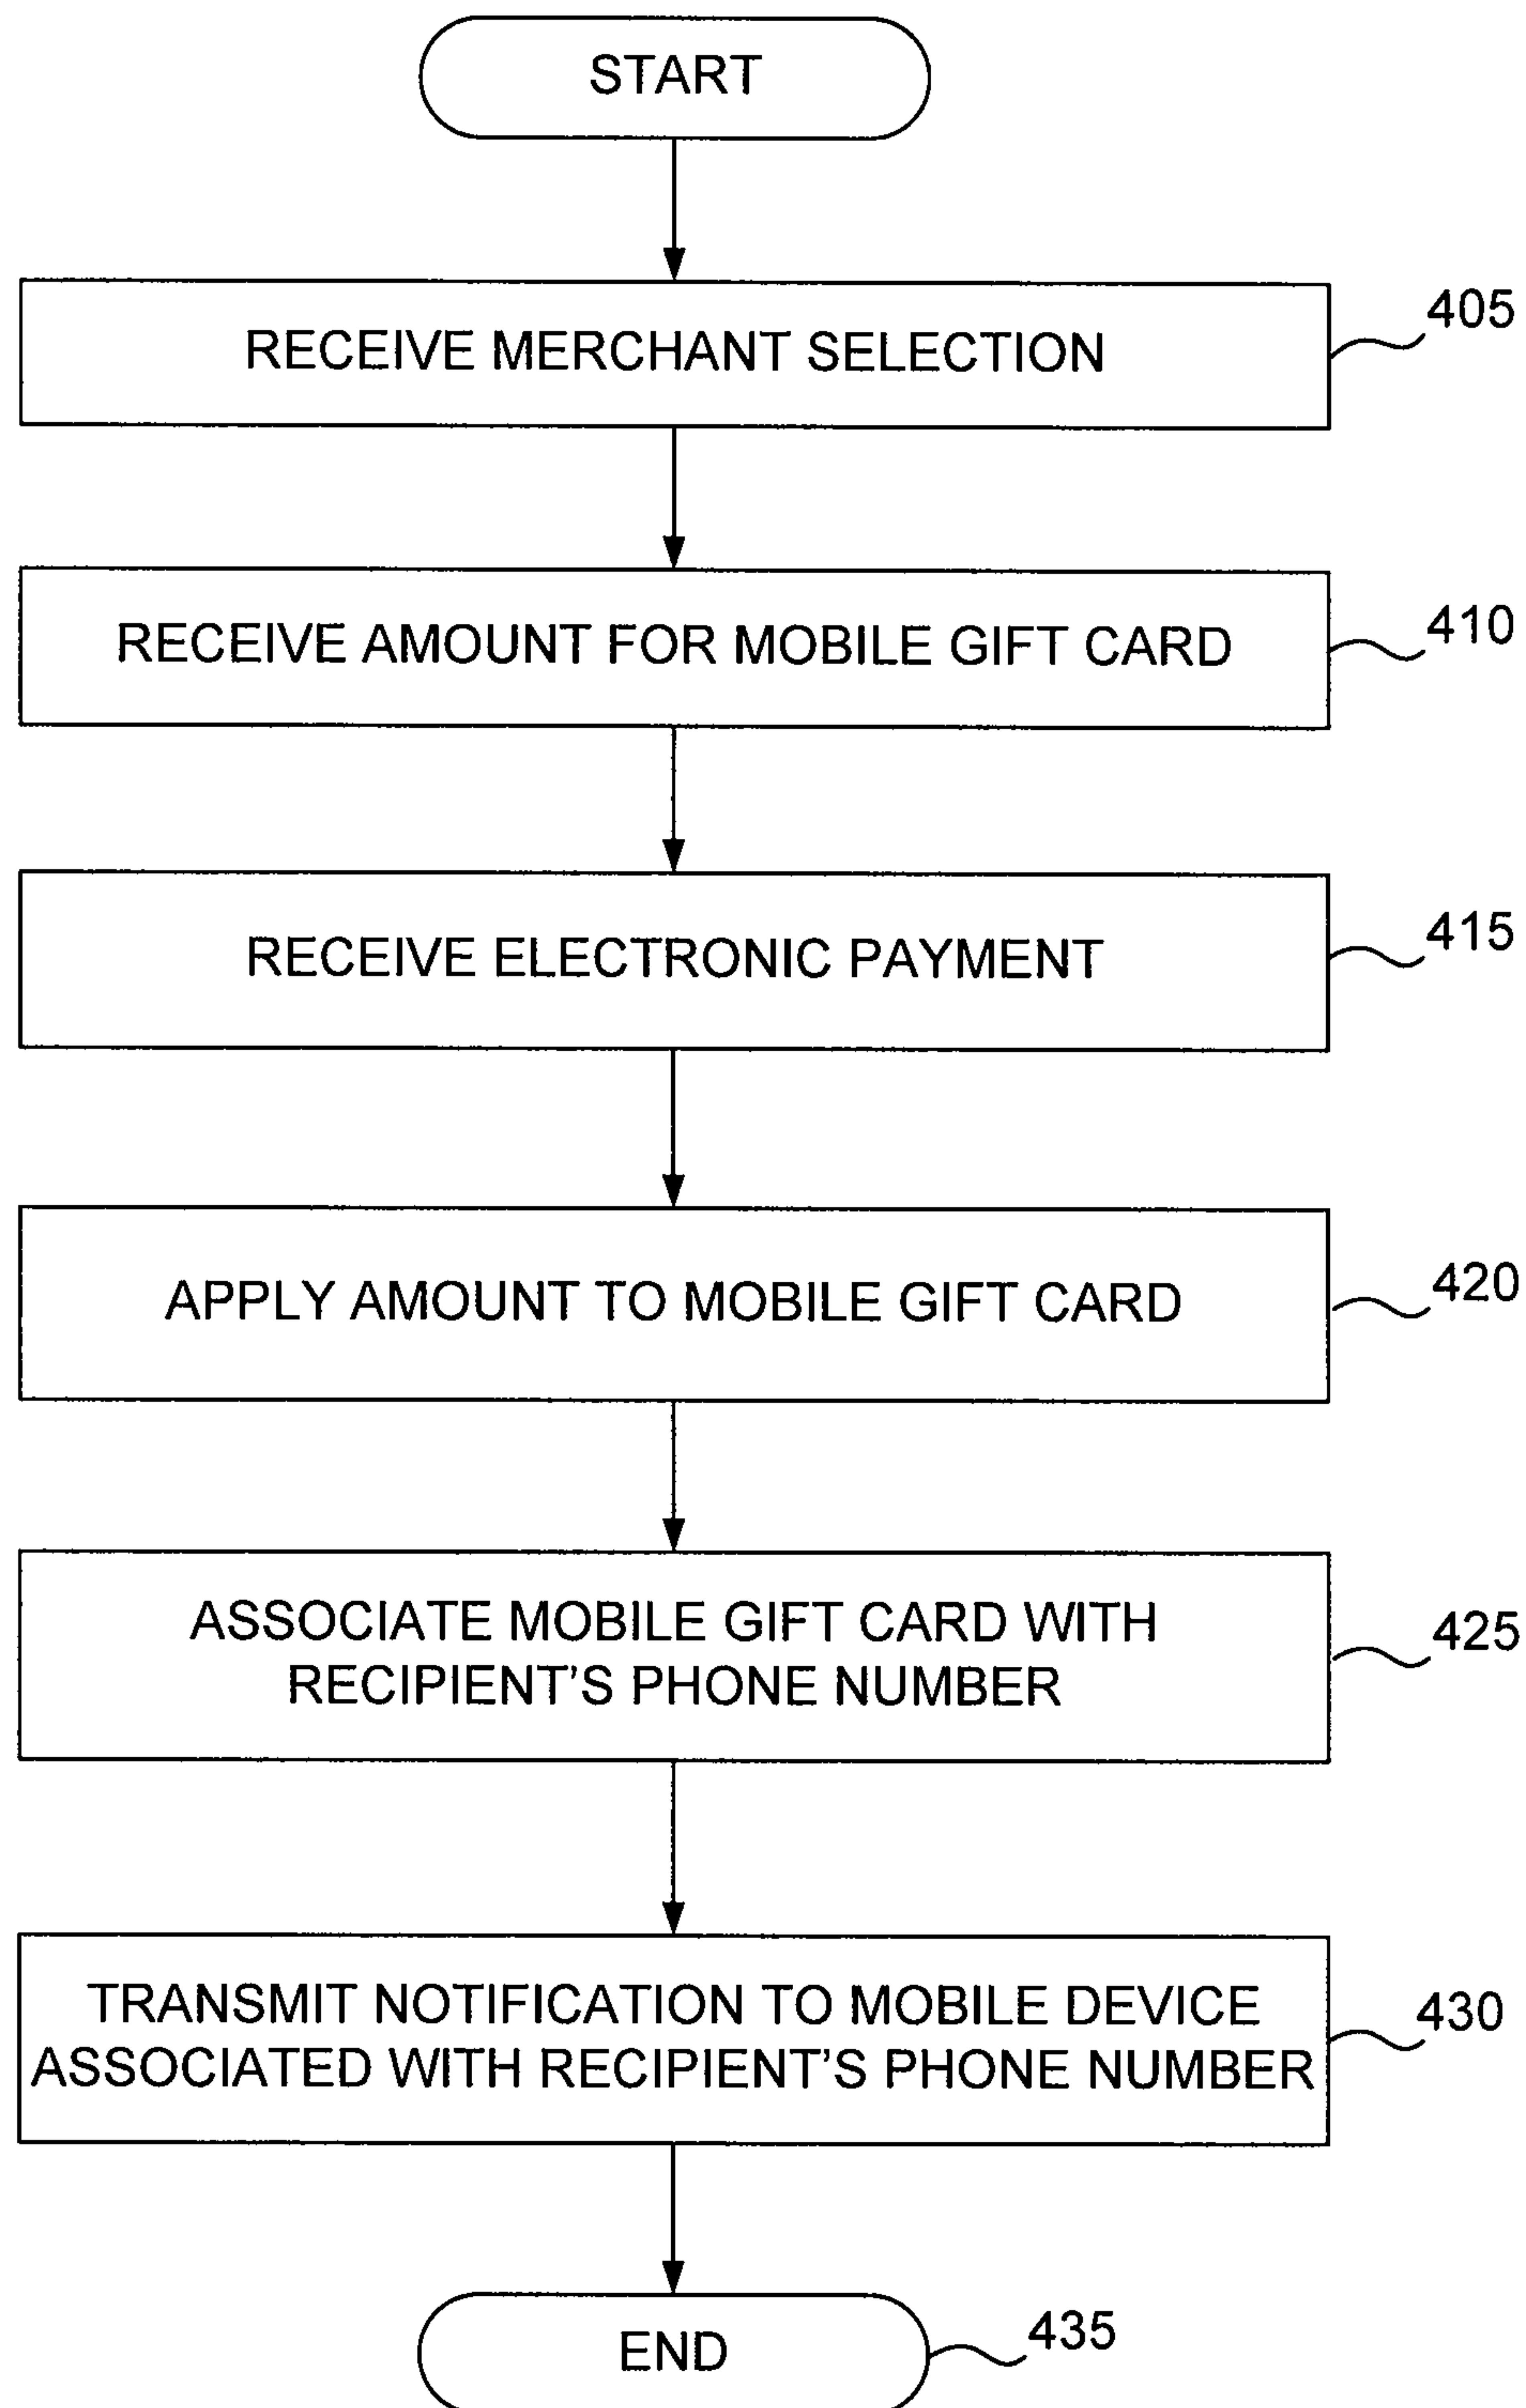 START
RECEIVE MERCHANT SELECTION
405
RECEIVE AMOUNT FOR MOBILE GIFT CARD
410
RECEIVE ELECTRONIC PAYMENT
415
APPLY AMOUNT TO MOBILE GIFT CARD
420
ASSOCIATE MOBILE GIFT CARD WITH
RECIPIENT'S PHONE NUMBER
425
TRANSMIT NOTIFICATION TO MOBILE DEVICE
ASSOCIATED WITH RECIPIENT'S PHONE NUMBER
430
END
435